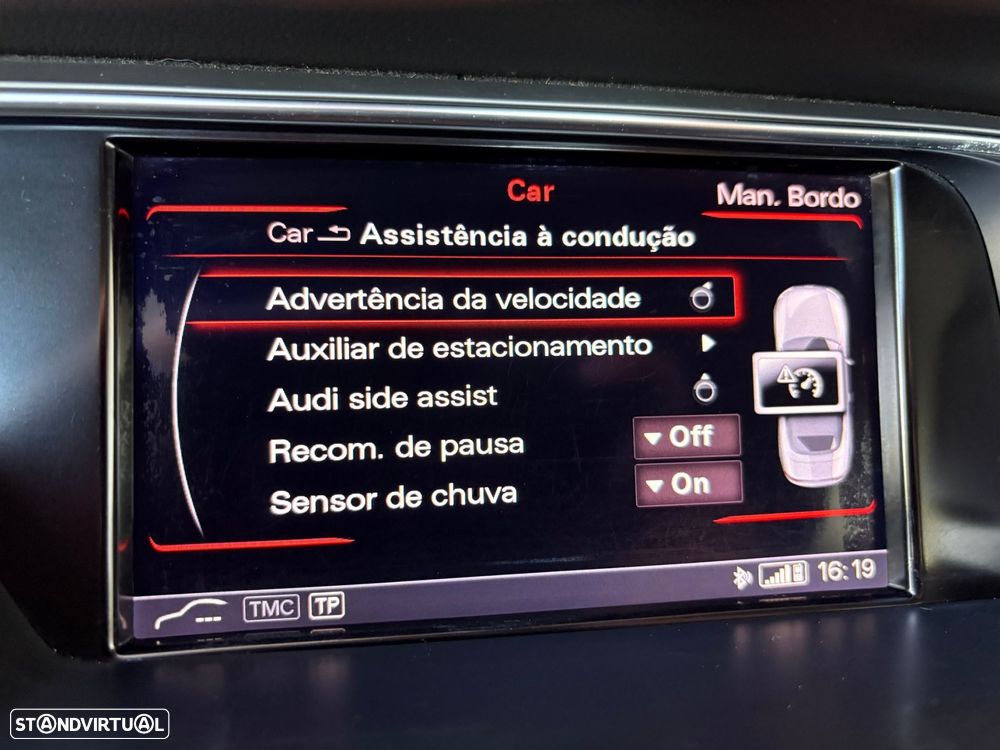 Car
Man. Bordo
Car Assistência à condução
Advertência da velocidade
Auxiliar de estacionamento
Audi side assist
Recom. de pausa Off
Sensor de chuva On
TMC TP 16:19
STANDVIRTUAL